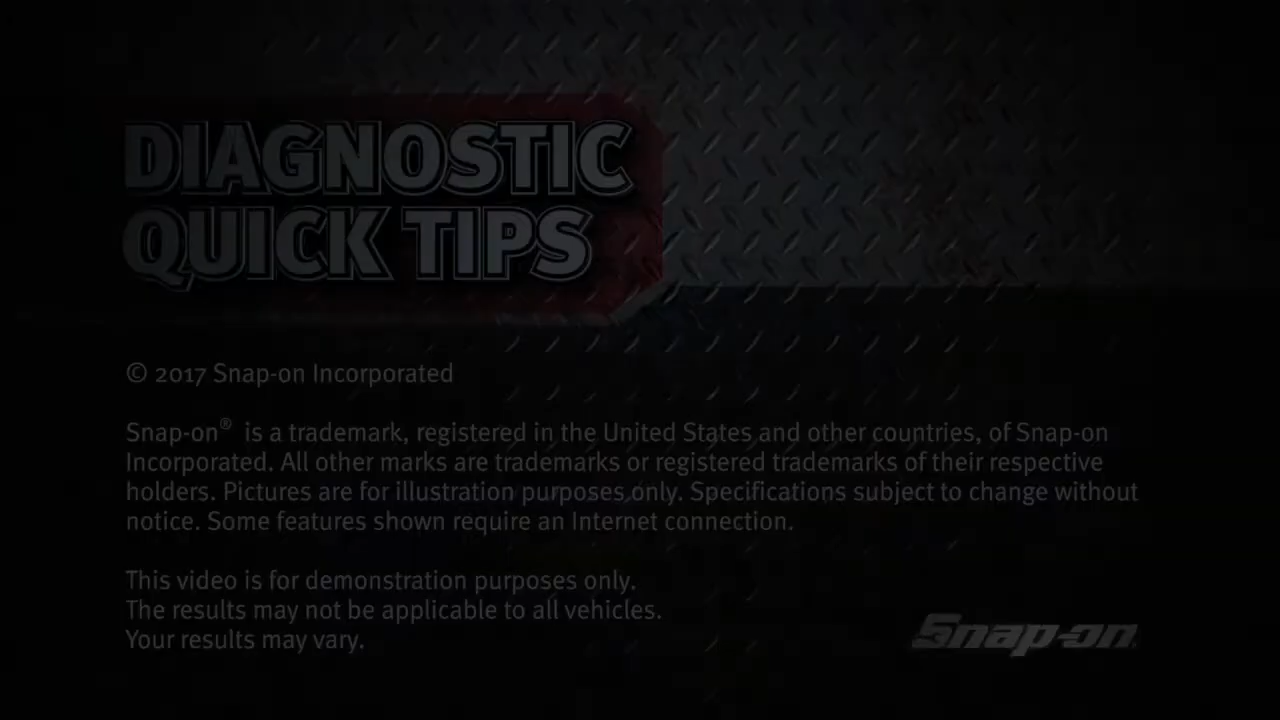 DIAGNOSTIC
QUICK TIPS
© 2017 Snap-on Incorporated
Snap-on® is a trademark, registered in the United States and other countries, of Snap-on
Incorporated. All other marks are trademarks or registered trademarks of their respective
holders. Pictures are for illustration purposes only. Specifications subject to change without
notice. Some features shown require an Internet connection.
This video is for demonstration purposes only.
The results may not be applicable to all vehicles.
Your results may vary.
Snap-on